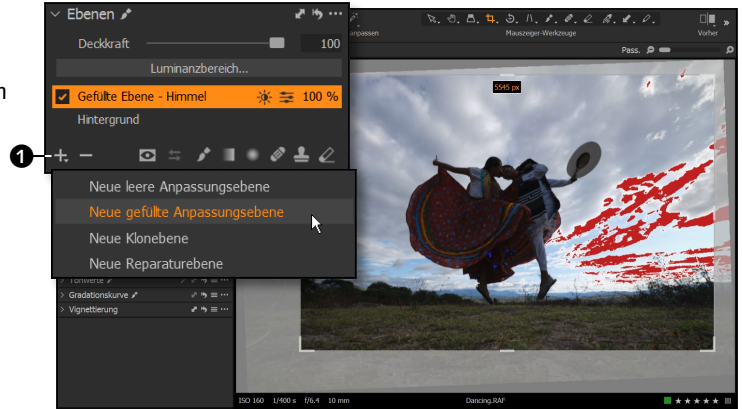 Ebenen
Deckkraft 100
Luminanzbereich...
Gefüllte Ebene - Himmel 100 %
Hintergrund
1
Neue leere Anpassungsebene
Neue gefüllte Anpassungsebene
Neue Klonebene
Neue Reparaturebene
Tonwerte
Gradationskurve
Vignettierung
anpassen
Mauszeiger-Werkzeuge
Vorher
Pass.
5545 px
ISO 160 1/400 s f/6.4 10 mm
Dancing.RAF